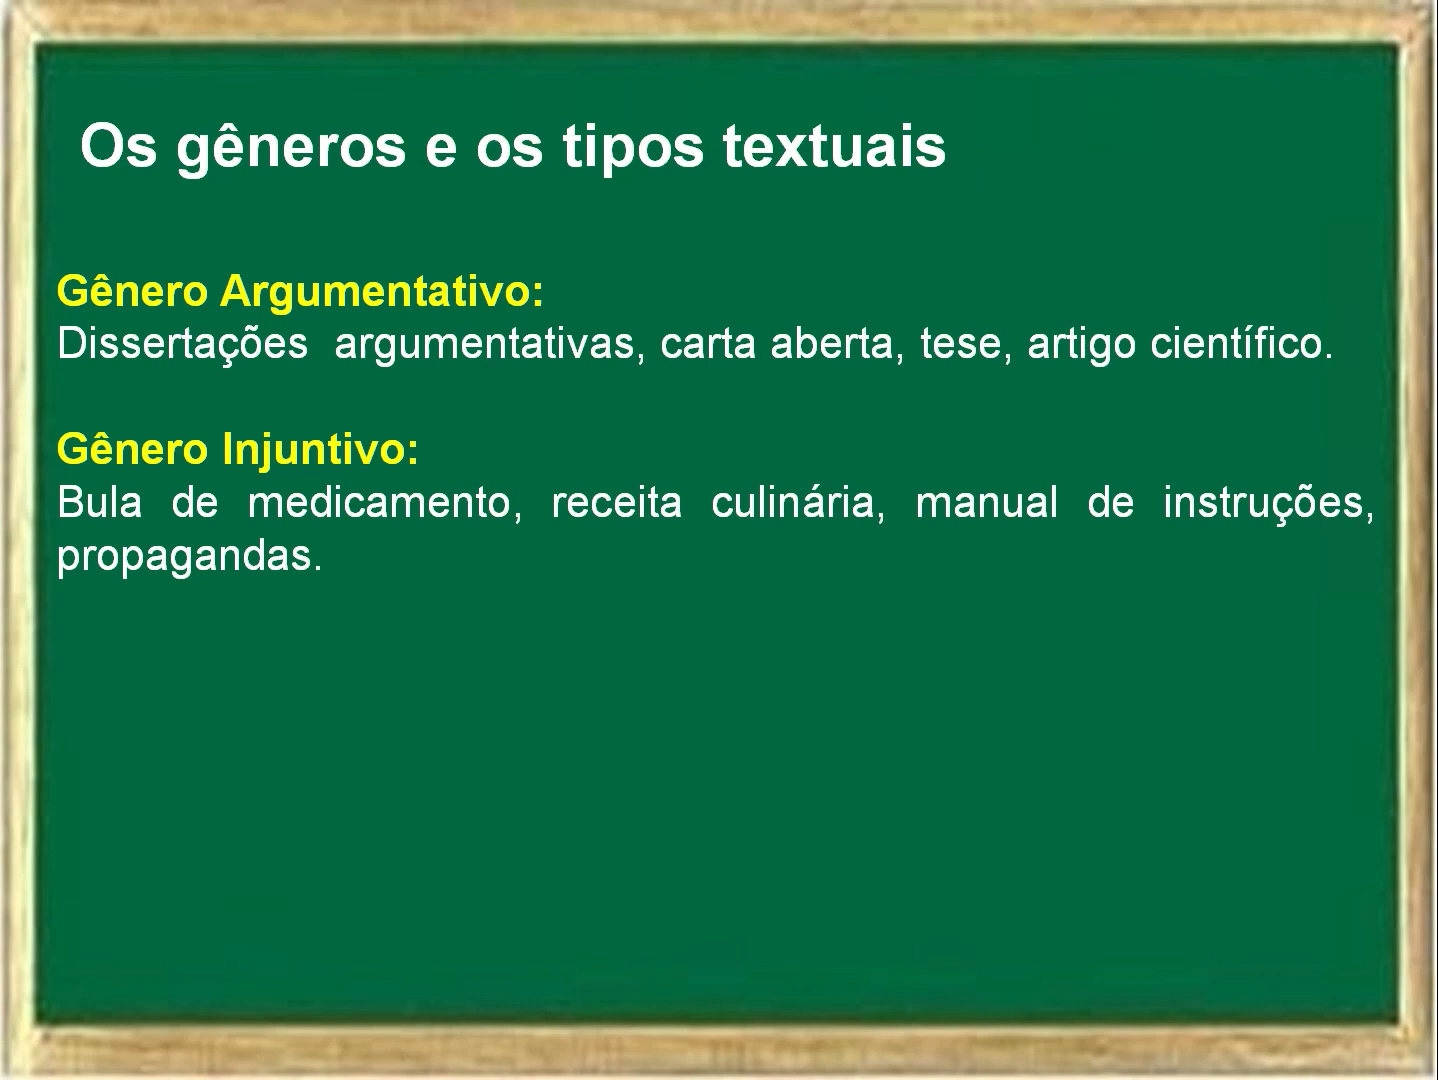 Os gêneros e os tipos textuais
Gênero Argumentativo:
Dissertações argumentativas, carta aberta, tese, artigo científico.
Gênero Injuntivo:
Bula de medicamento, receita culinária, manual de instruções,
propagandas.